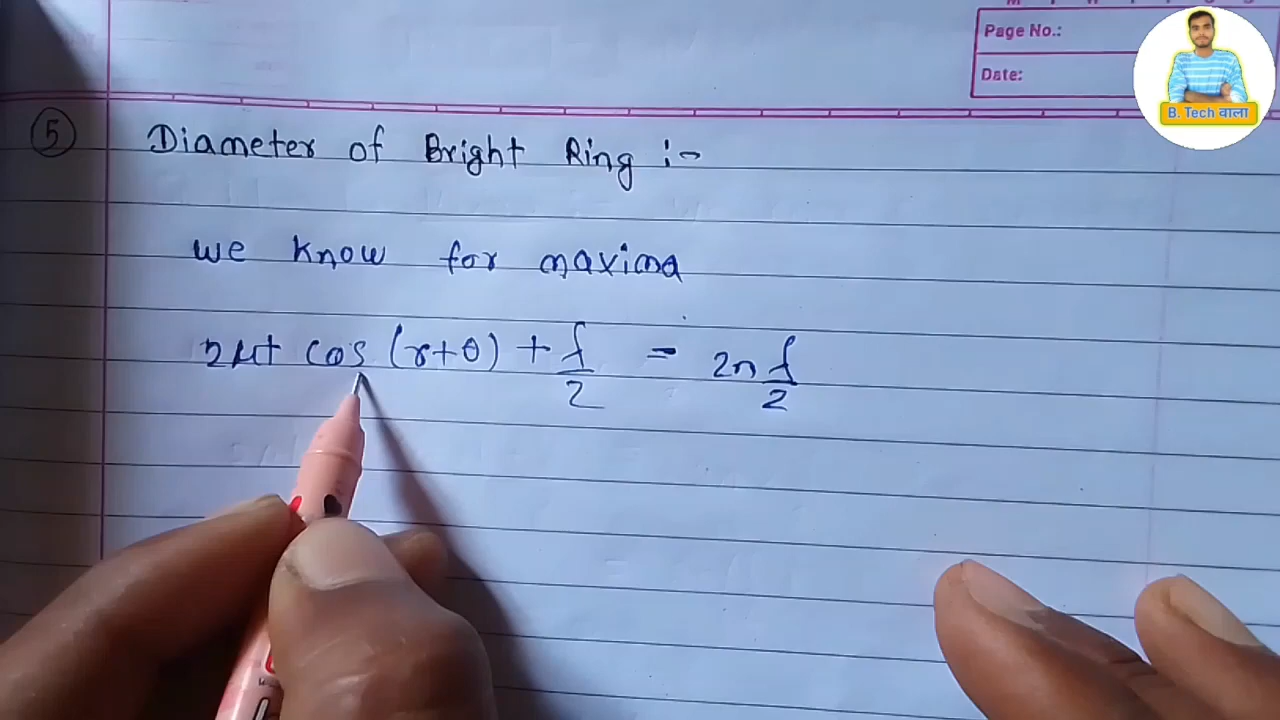 Page No.:
Date:
B. Tech वाला
5 Diameter of Bright Ring :-
we know for maxima
2μt cos (r+θ) + λ/2 = 2n λ/2